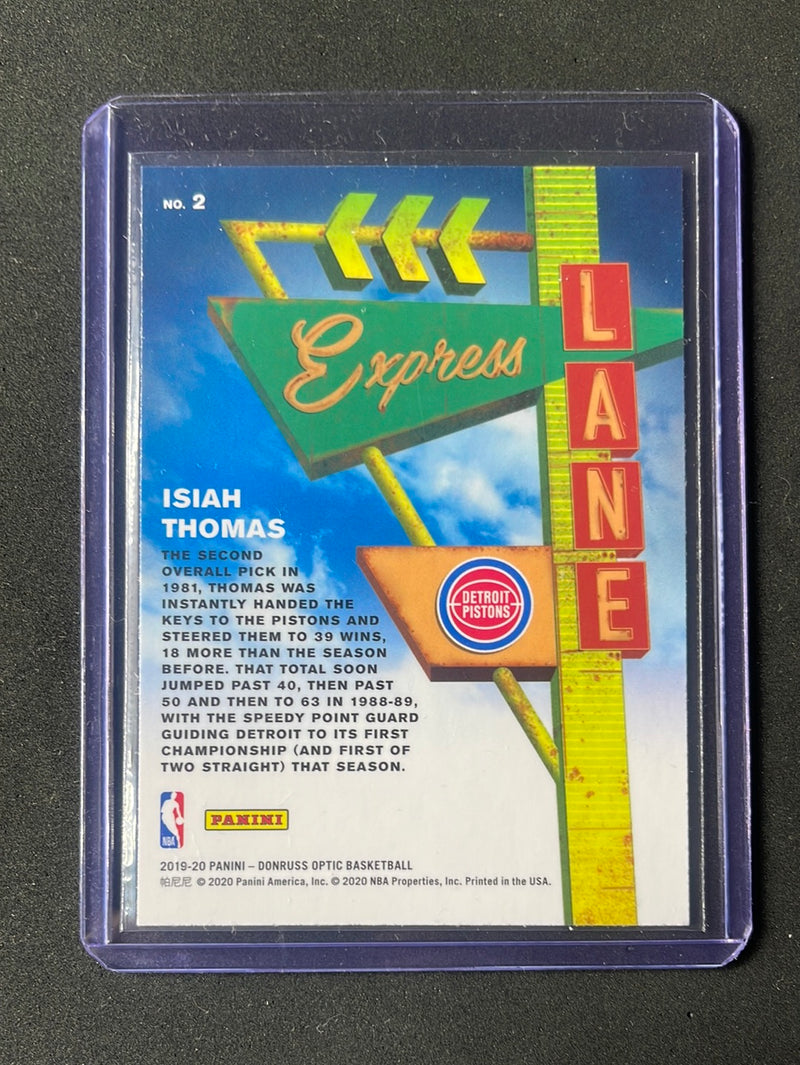 NO. 2
Express
LANE
ISIAH
THOMAS
THE SECOND
OVERALL PICK IN
1981, THOMAS WAS
INSTANTLY HANDED THE
KEYS TO THE PISTONS AND
STEERED THEM TO 39 WINS,
18 MORE THAN THE SEASON
BEFORE. THAT TOTAL SOON
JUMPED PAST 40, THEN PAST
50 AND THEN TO 63 IN 1988-89,
WITH THE SPEEDY POINT GUARD
GUIDING DETROIT TO ITS FIRST
CHAMPIONSHIP (AND FIRST OF
TWO STRAIGHT) THAT SEASON.
DETROIT
PISTONS
NBA
PANINI
2019-20 PANINI – DONRUSS OPTIC BASKETBALL
帕尼尼 © 2020 Panini America, Inc. © 2020 NBA Properties, Inc. Printed in the USA.